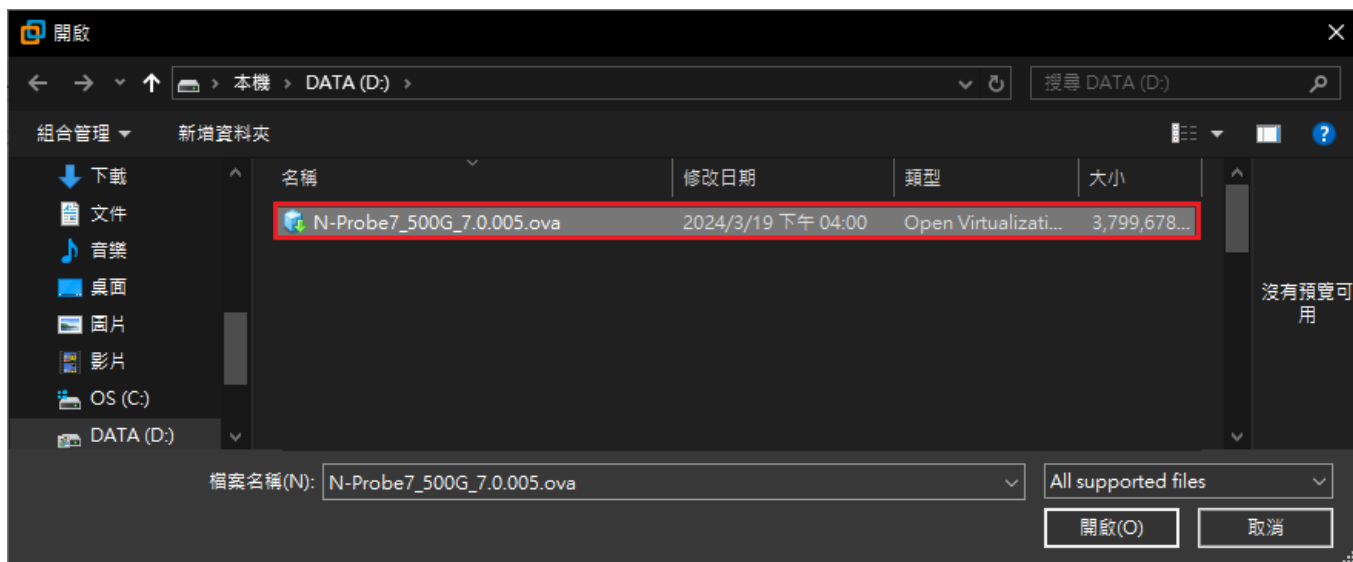 開啟
本機 › DATA (D:) ›
搜尋 DATA (D:)
組合管理 新增資料夾
名稱 修改日期 類型 大小
N-Probe7_500G_7.0.005.ova 2024/3/19 下午 04:00 Open Virtualizati... 3,799,678...
下載
文件
音樂
桌面
圖片
影片
OS (C:)
DATA (D:)
沒有預覽可
用
檔案名稱(N): N-Probe7_500G_7.0.005.ova All supported files
開啟(O) 取消